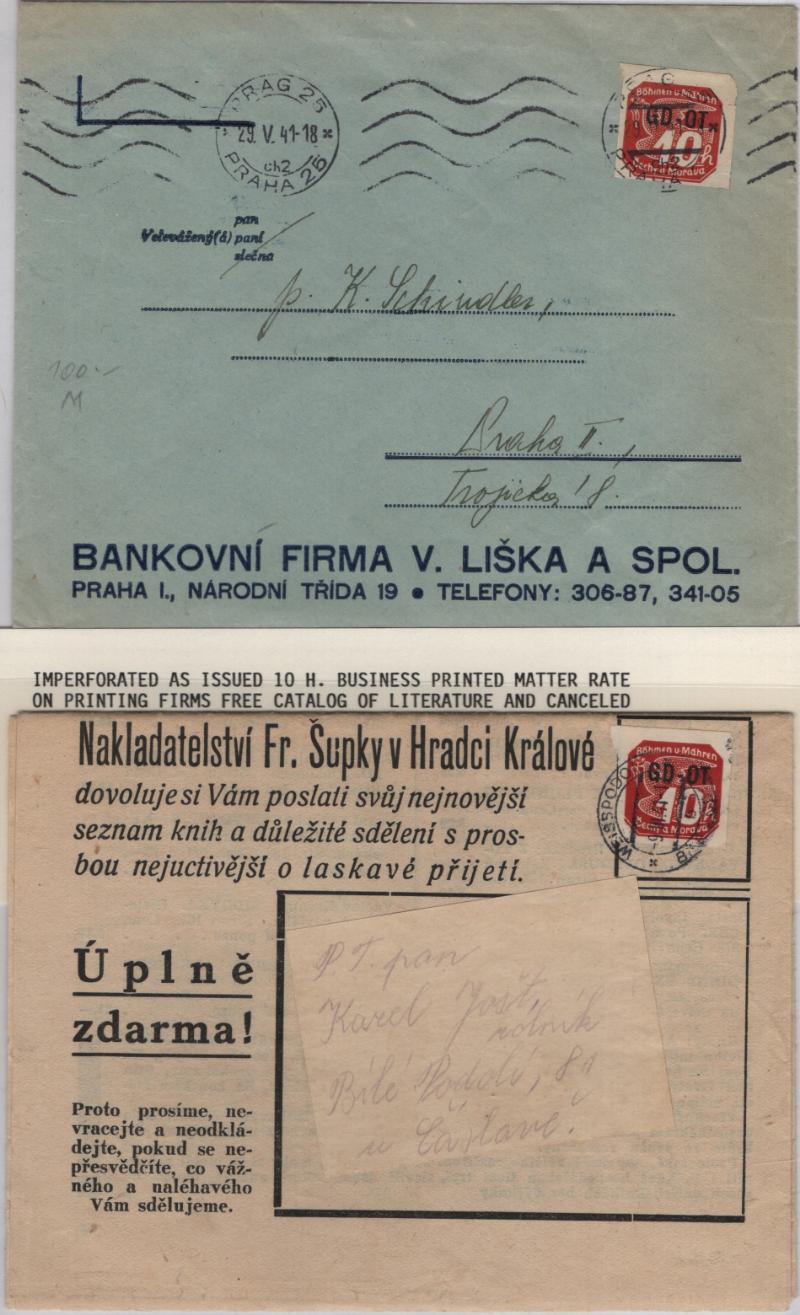 PRAG 25
29. V. 41-18
ch2
PRAHA 25
Böhmen u. Mähren
GD.-OT.
10h
Čechy a Morava
PRAHA
pan
Velevážený(á) paní
slečna
p. K. Schindler,
100.-
M
Praha II.,
Trojická 18.
BANKOVNÍ FIRMA V. LIŠKA A SPOL.
PRAHA I., NÁRODNÍ TŘÍDA 19 ● TELEFONY: 306-87, 341-05
IMPERFORATED AS ISSUED 10 H. BUSINESS PRINTED MATTER RATE
ON PRINTING FIRMS FREE CATALOG OF LITERATURE AND CANCELED
Nakladatelství Fr. Šupky v Hradci Králové
dovoluje si Vám poslati svůj nejnovější
seznam knih a důležité sdělení s pros-
bou nejuctivější o laskavé přijetí.
Böhmen u. Mähren
GD.-OT.
10
Čechy a Morava
WEISSPODOL
Úplně
zdarma!
P. T. pan
Karel Jošt,
rolník
Bílé Podolí, 81
u Čáslavě.
Proto prosíme, ne-
vracejte a neodklá-
dejte, pokud se ne-
přesvědčíte, co váž-
ného a naléhavého
Vám sdělujeme.